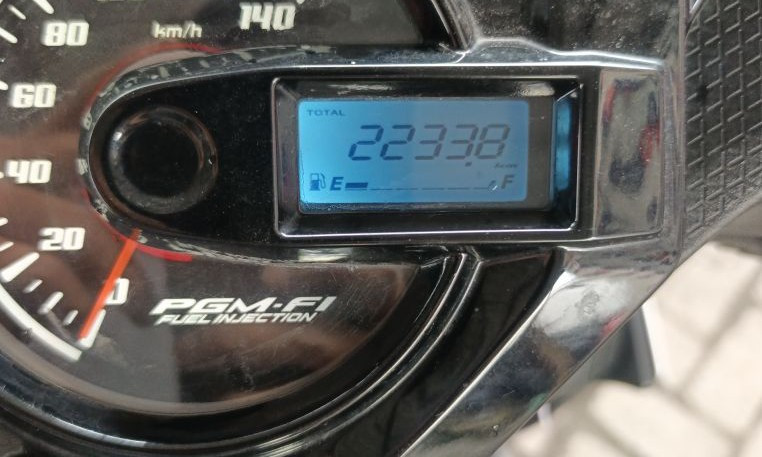 80
km/h
140
60
40
20
0
TOTAL
2233.8
E F
PGM-FI
FUEL INJECTION